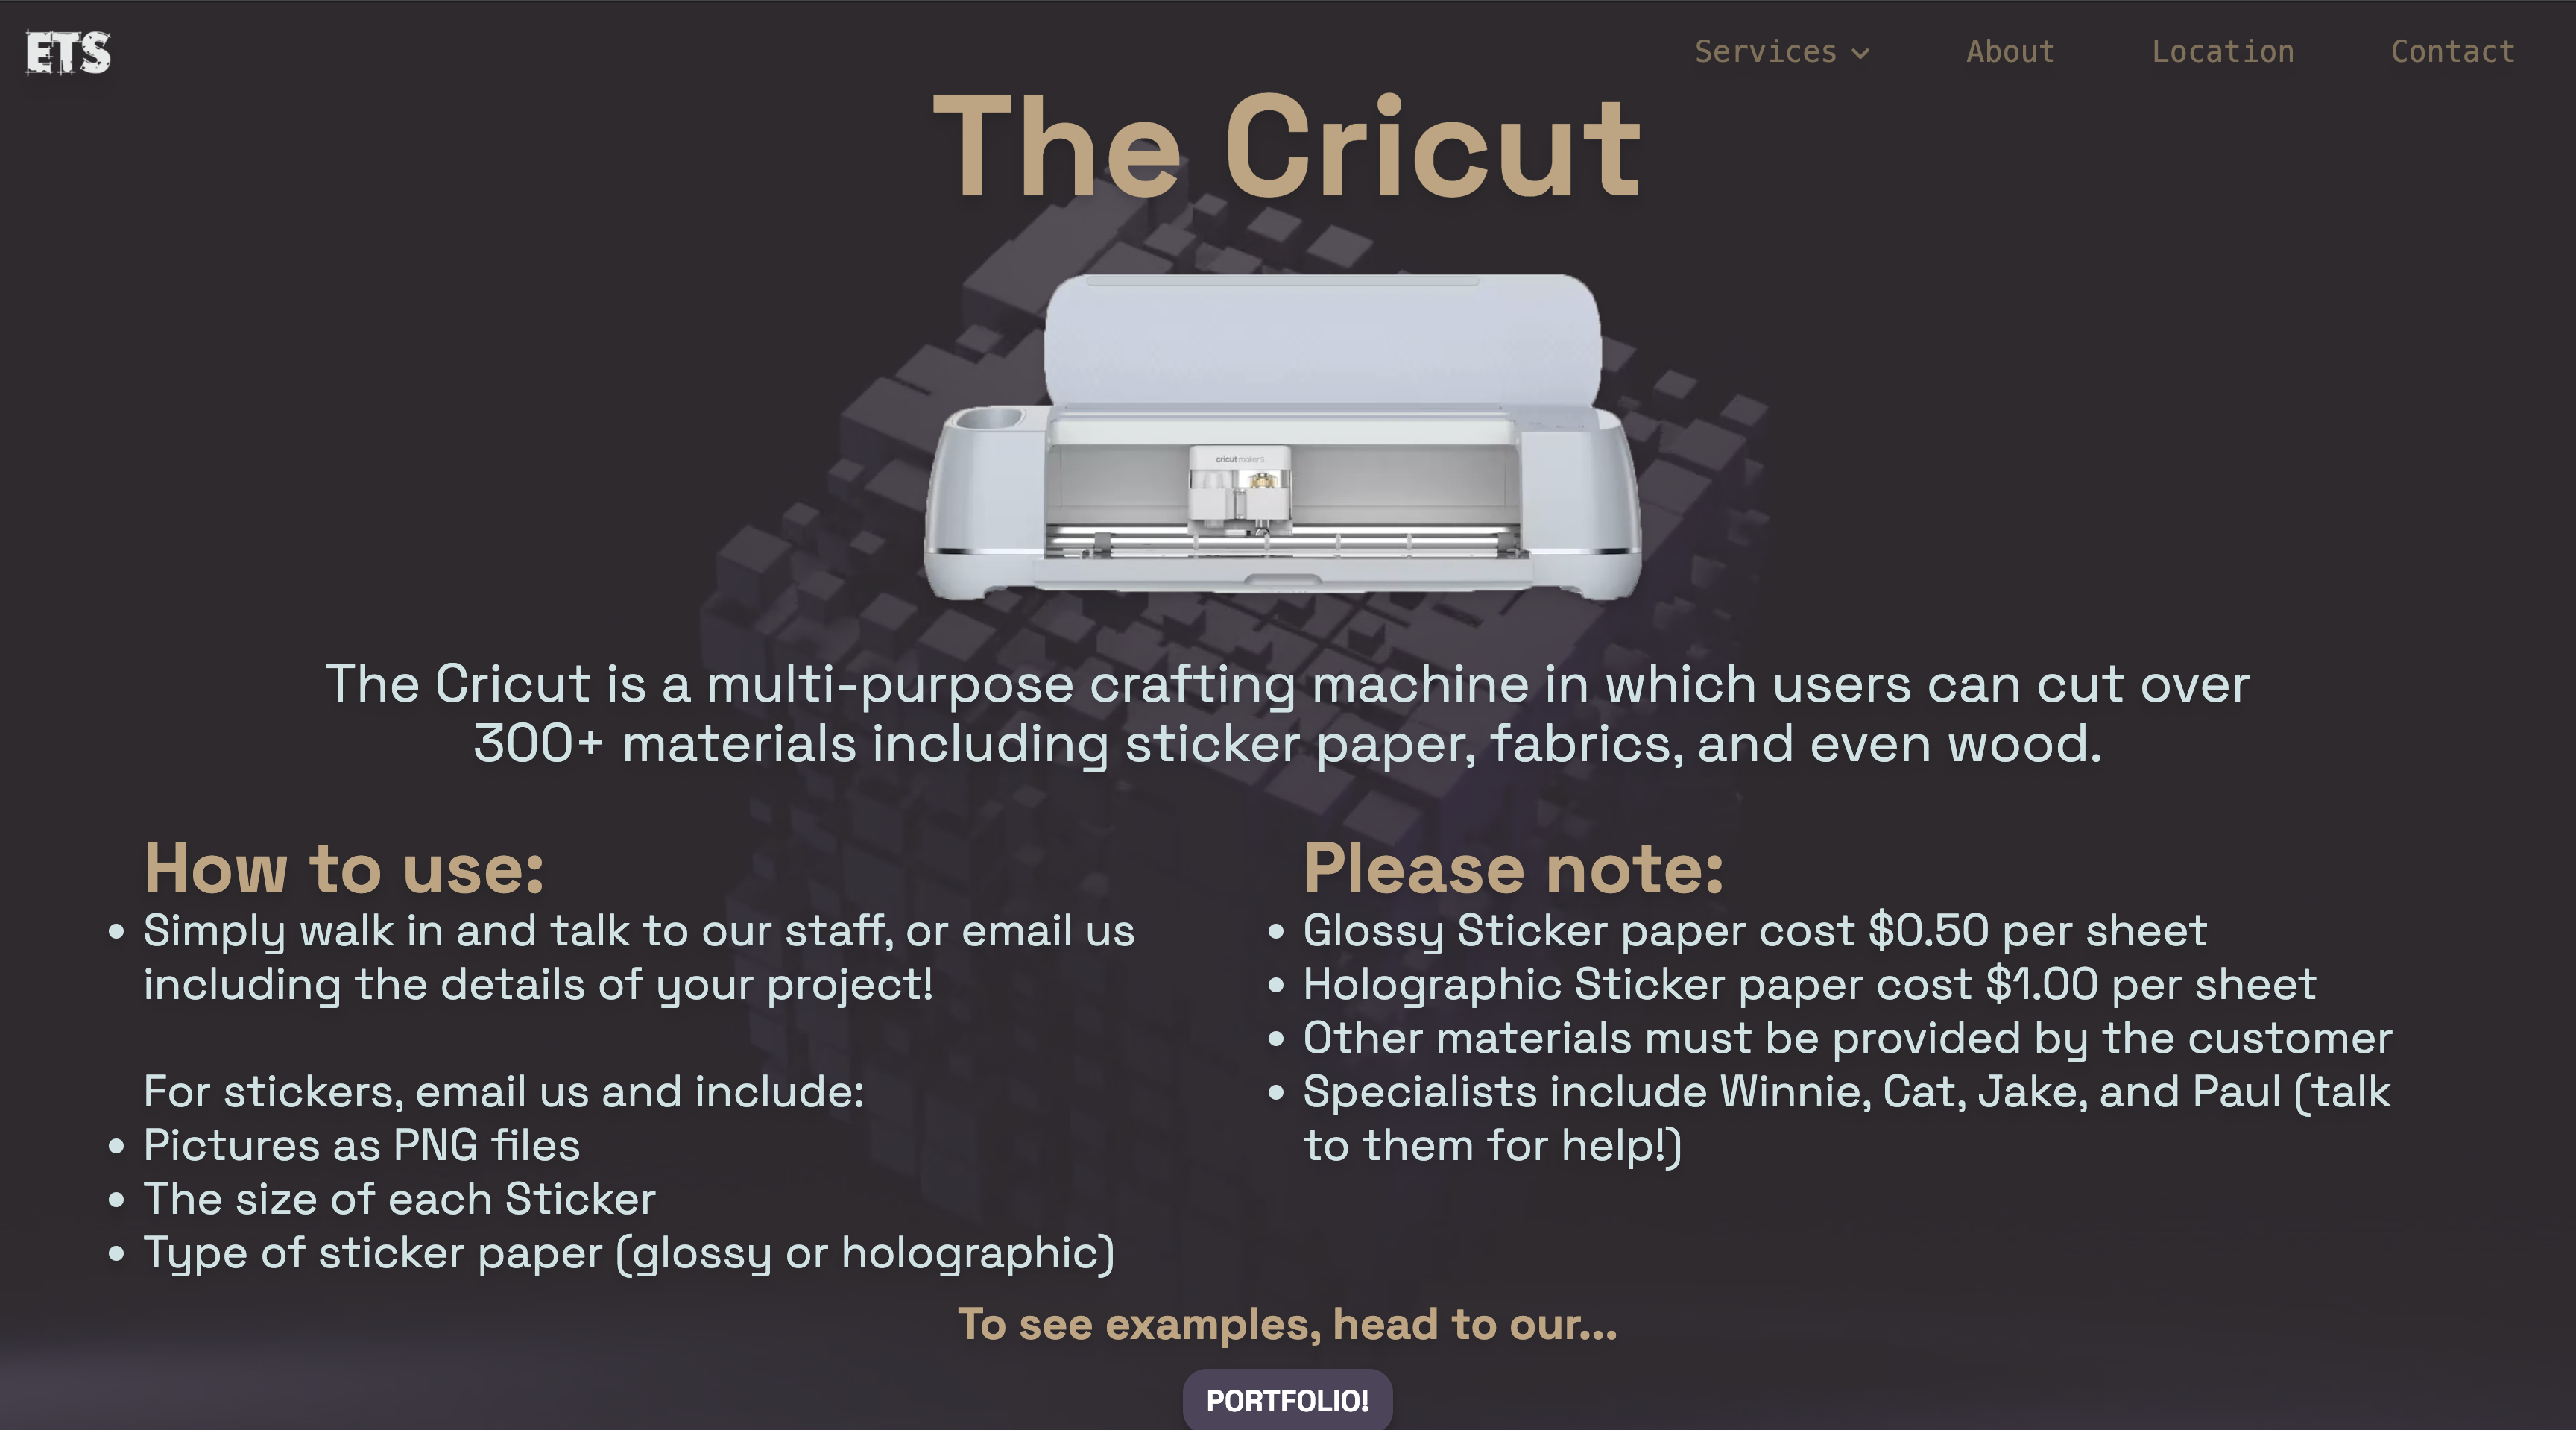 ETS
Services
About
Location
Contact
The Cricut
cricut maker 3
The Cricut is a multi-purpose crafting machine in which users can cut over
300+ materials including sticker paper, fabrics, and even wood.
How to use:
• Simply walk in and talk to our staff, or email us
including the details of your project!
For stickers, email us and include:
• Pictures as PNG files
• The size of each Sticker
• Type of sticker paper (glossy or holographic)
Please note:
• Glossy Sticker paper cost $0.50 per sheet
• Holographic Sticker paper cost $1.00 per sheet
• Other materials must be provided by the customer
• Specialists include Winnie, Cat, Jake, and Paul (talk
to them for help!)
To see examples, head to our...
PORTFOLIO!